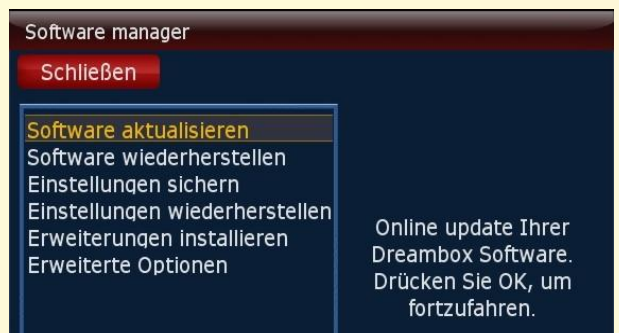 Software manager
Schließen
Software aktualisieren
Software wiederherstellen
Einstellungen sichern
Einstellungen wiederherstellen
Erweiterungen installieren
Erweiterte Optionen
Online update Ihrer
Dreambox Software.
Drücken Sie OK, um
fortzufahren.